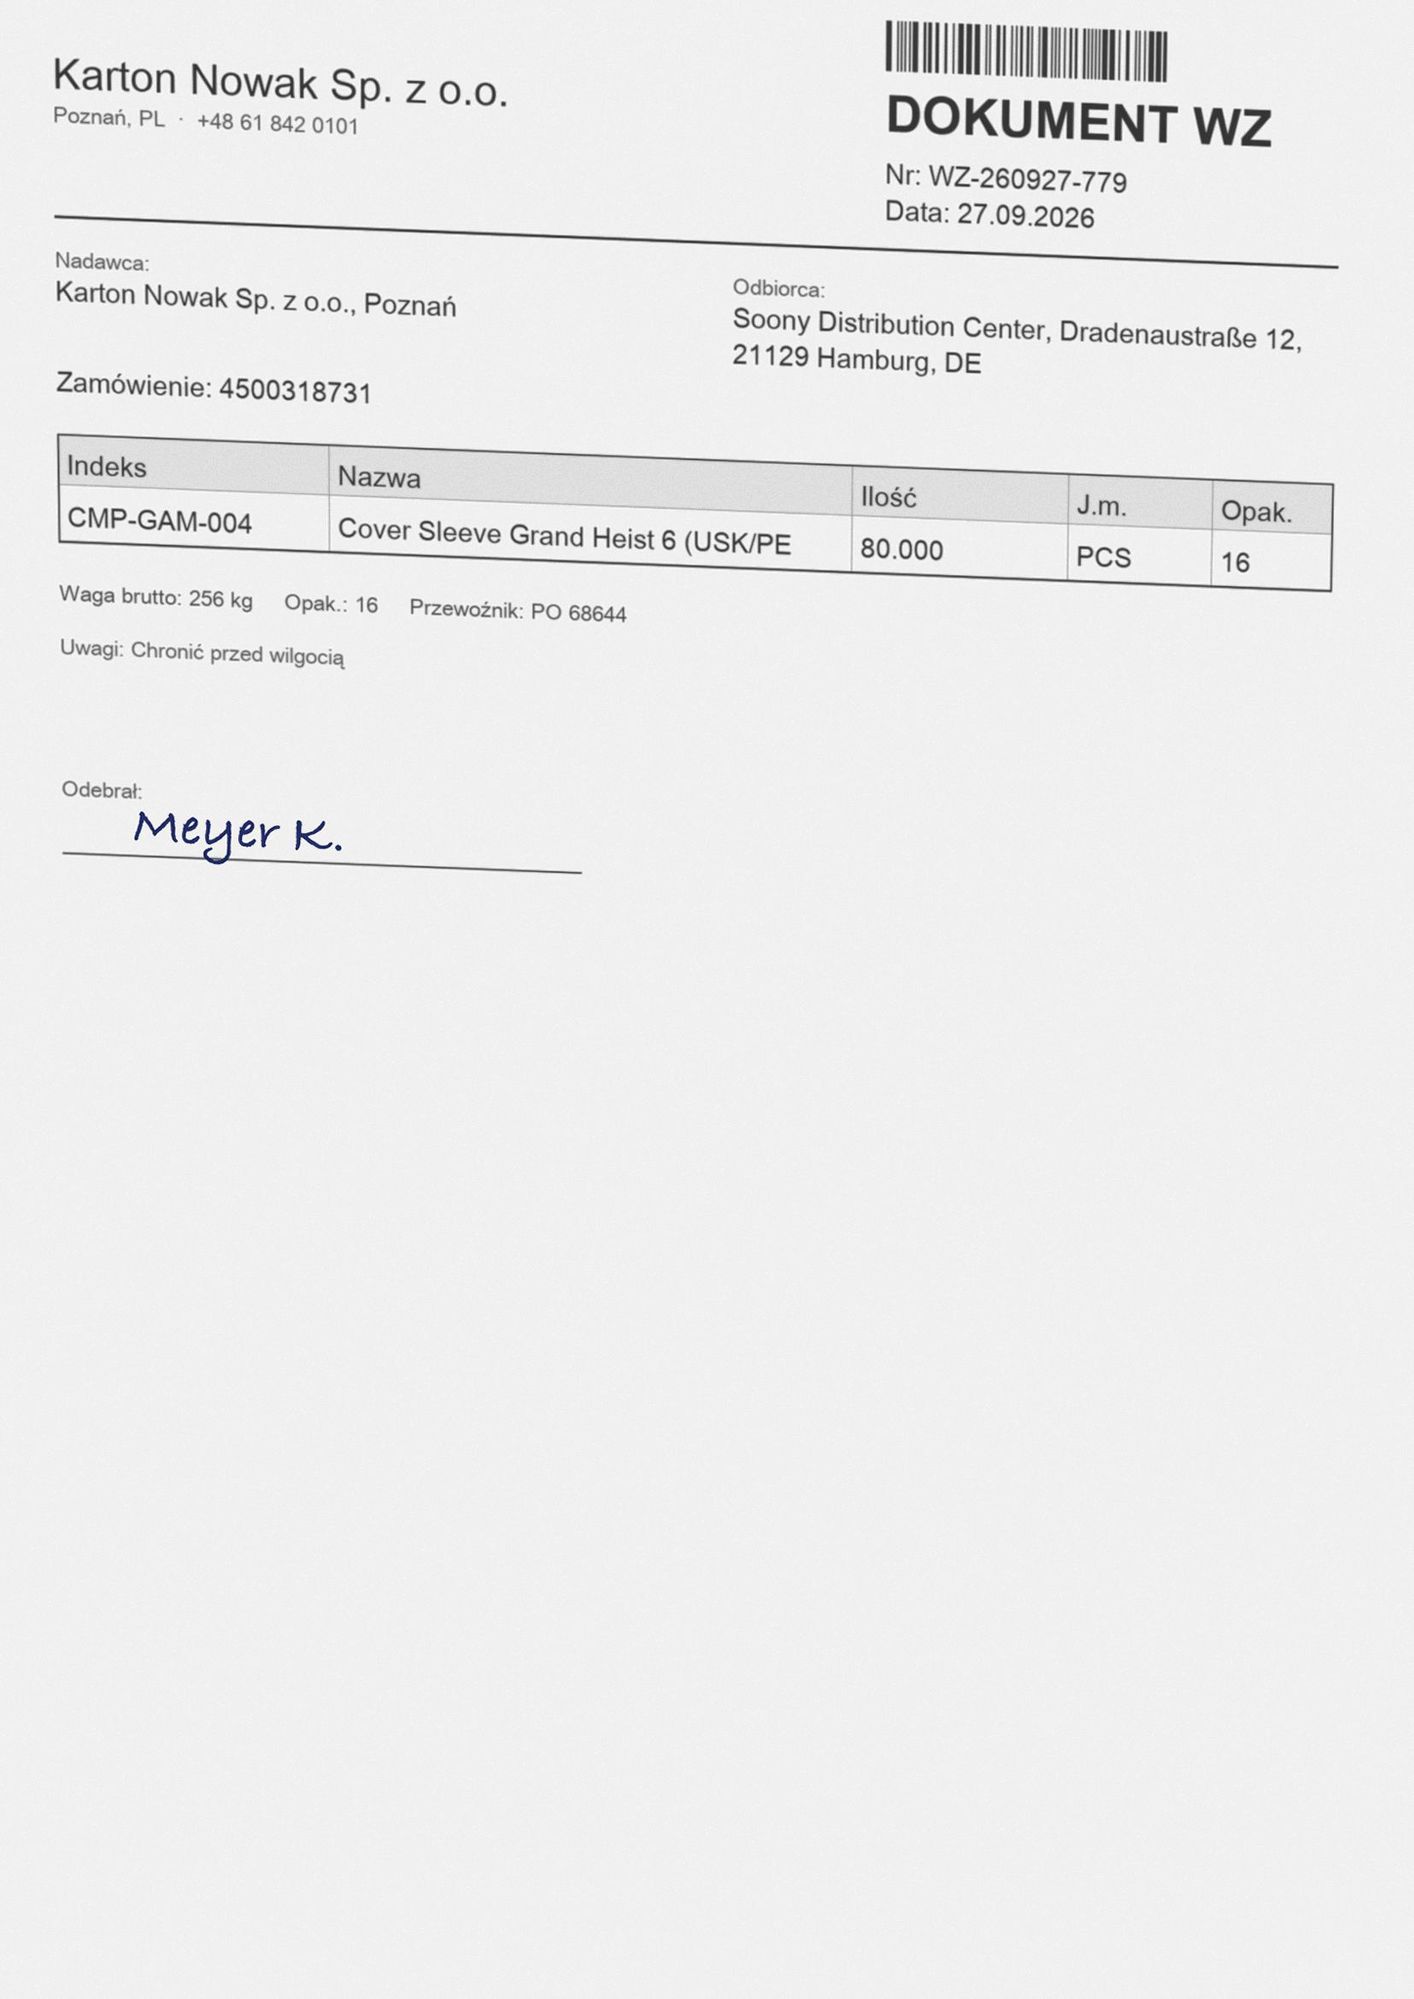 Karton Nowak Sp. z o.o.
Poznań, PL · +48 61 842 0101
DOKUMENT WZ
Nr: WZ-260927-779
Data: 27.09.2026
Nadawca:
Karton Nowak Sp. z o.o., Poznań
Odbiorca:
Soony Distribution Center, Dradenaustraße 12,
21129 Hamburg, DE
Zamówienie: 4500318731
Indeks Nazwa Ilość J.m. Opak.
CMP-GAM-004 Cover Sleeve Grand Heist 6 (USK/PE 80.000 PCS 16
Waga brutto: 256 kg Opak.: 16 Przewoźnik: PO 68644
Uwagi: Chronić przed wilgocią
Odebrał:
Meyer K.